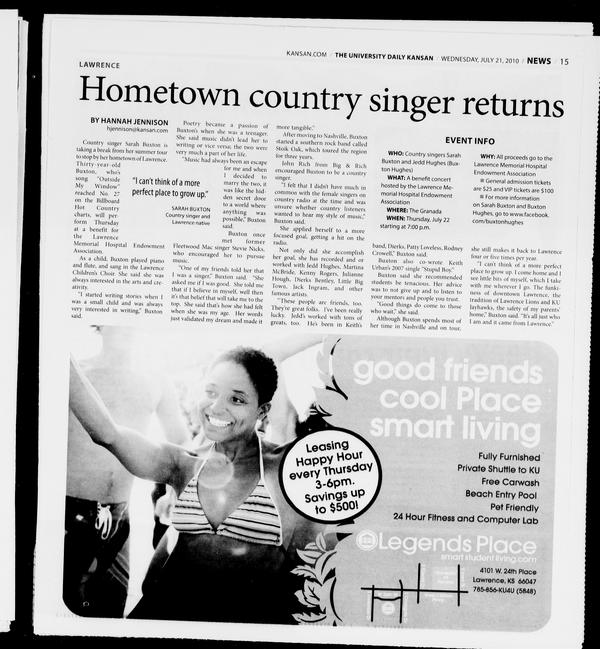 KANSAN.COM / THE UNIVERSITY DAILY KANSAN / WEDNESDAY, JULY 21, 2010 / NEWS / 15
LAWRENCE
Hometown country singer returns
BY HANNAH JENNISON
hjennison@kansan.com
Country singer Sarah Buxton is
taking a break from her summer tour
to stop by her hometown of Lawrence.
Thirty-year-old
Buxton, who's
song "Outside
My Window"
reached No. 27
on the Billboard
Hot Country
charts, will per-
form Thursday
at a benefit for
the Lawrence
Memorial Hospital Endowment
Association.
As a child, Buxton played piano
and flute, and sang in the Lawrence
Children's Choir. She said she was
always interested in the arts and cre-
ativity.
"I started writing stories when I
was a small child and was always
very interested in writing," Buxton
said.
"I can't think of a more
perfect place to grow up."
SARAH BUXTON
Country singer and
Lawrence native
Poetry became a passion of
Buxton's when she was a teenager.
She said music didn't lead her to
writing or vice versa; the two were
very much a part of her life.
"Music had always been an escape
for me and when
I decided to
marry the two, it
was like the hid-
den secret door
to a world where
anything was
possible," Buxton
said.
Buxton once
met former
Fleetwood Mac singer Stevie Nicks,
who encouraged her to pursue
music.
"One of my friends told her that
I was a singer," Buxton said. "She
asked me if I was good. She told me
that if I believe in myself, well then
it's that belief that will take me to the
top. She said that's how she had felt
when she was my age. Her words
just validated my dream and made it
more tangible."
After moving to Nashville, Buxton
started a southern rock band called
Stoik Oak, which toured the region
for three years.
John Rich from Big & Rich
encouraged Buxton to be a country
singer.
"I felt that I didn't have much in
common with the female singers on
country radio at the time and was
unsure whether country listeners
wanted to hear my style of music,"
Buxton said.
She applied herself to a more
focused goal, getting a hit on the
radio.
Not only did she accomplish
her goal, she has recorded and or
worked with Jedd Hughes, Martina
McBride, Kenny Rogers, Julianne
Hough, Dierks Bentley, Little Big
Town, Jack Ingram, and other
famous artists.
"These people are friends, too.
They're great folks. I've been really
lucky. Jedd's worked with tons of
greats, too. He's been in Keith's
EVENT INFO
WHO: Country singers Sarah
Buxton and Jedd Hughes (Bux-
ton Hughes)
WHAT: A benefit concert
hosted by the Lawrence Me-
morial Hospital Endowment
Association
WHERE: The Granada
WHEN: Thursday, July 22
starting at 7:00 p.m.
WHY: All proceeds go to the
Lawrence Memorial Hospital
Endowment Association
General admission tickets
are $25 and VIP tickets are $100
For more information
on Sarah Buxton and Buxton
Hughes, go to www.facebook.
com/buxtonhughes
band, Dierks, Patty Loveless, Rodney
Crowell," Buxton said.
Buxton also co-wrote Keith
Urban's 2007 single "Stupid Boy."
Buxton said she recommended
students be tenacious. Her advice
was to not give up and to listen to
your mentors and people you trust.
"Good things do come to those
who wait," she said.
Although Buxton spends most of
her time in Nashville and on tour,
she still makes it back to Lawrence
four or five times per year.
"I can't think of a more perfect
place to grow up. I come home and I
see little bits of myself, which I take
with me wherever I go. The funki-
ness of downtown Lawrence, the
tradition of Lawrence Lions and KU
Jayhawks, the safety of my parents'
home," Buxton said. "It's all just who
I am and it came from Lawrence."
good friends
cool Place
smart living
Leasing
Happy Hour
every Thursday
3-6pm.
Savings up
to $500!
Fully Furnished
Private Shuttle to KU
Free Carwash
Beach Entry Pool
Pet Friendly
24 Hour Fitness and Computer Lab
Legends Place
smartstudentliving.com
4101 W. 24th Place
Lawrence, KS 66047
785-856-KU4U (5848)